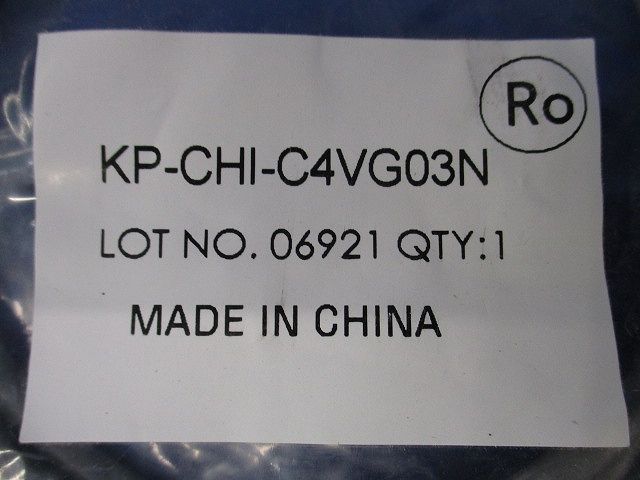 Ro
KP-CHI-C4VG03N
LOT NO. 06921 QTY:1
MADE IN CHINA